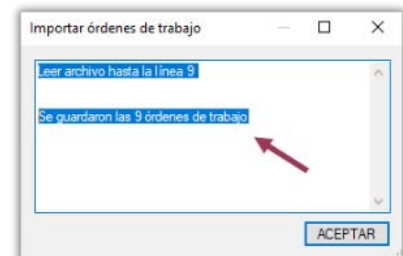 Importar órdenes de trabajo
Leer archivo hasta la línea 9
Se guardaron las 9 órdenes de trabajo
ACEPTAR